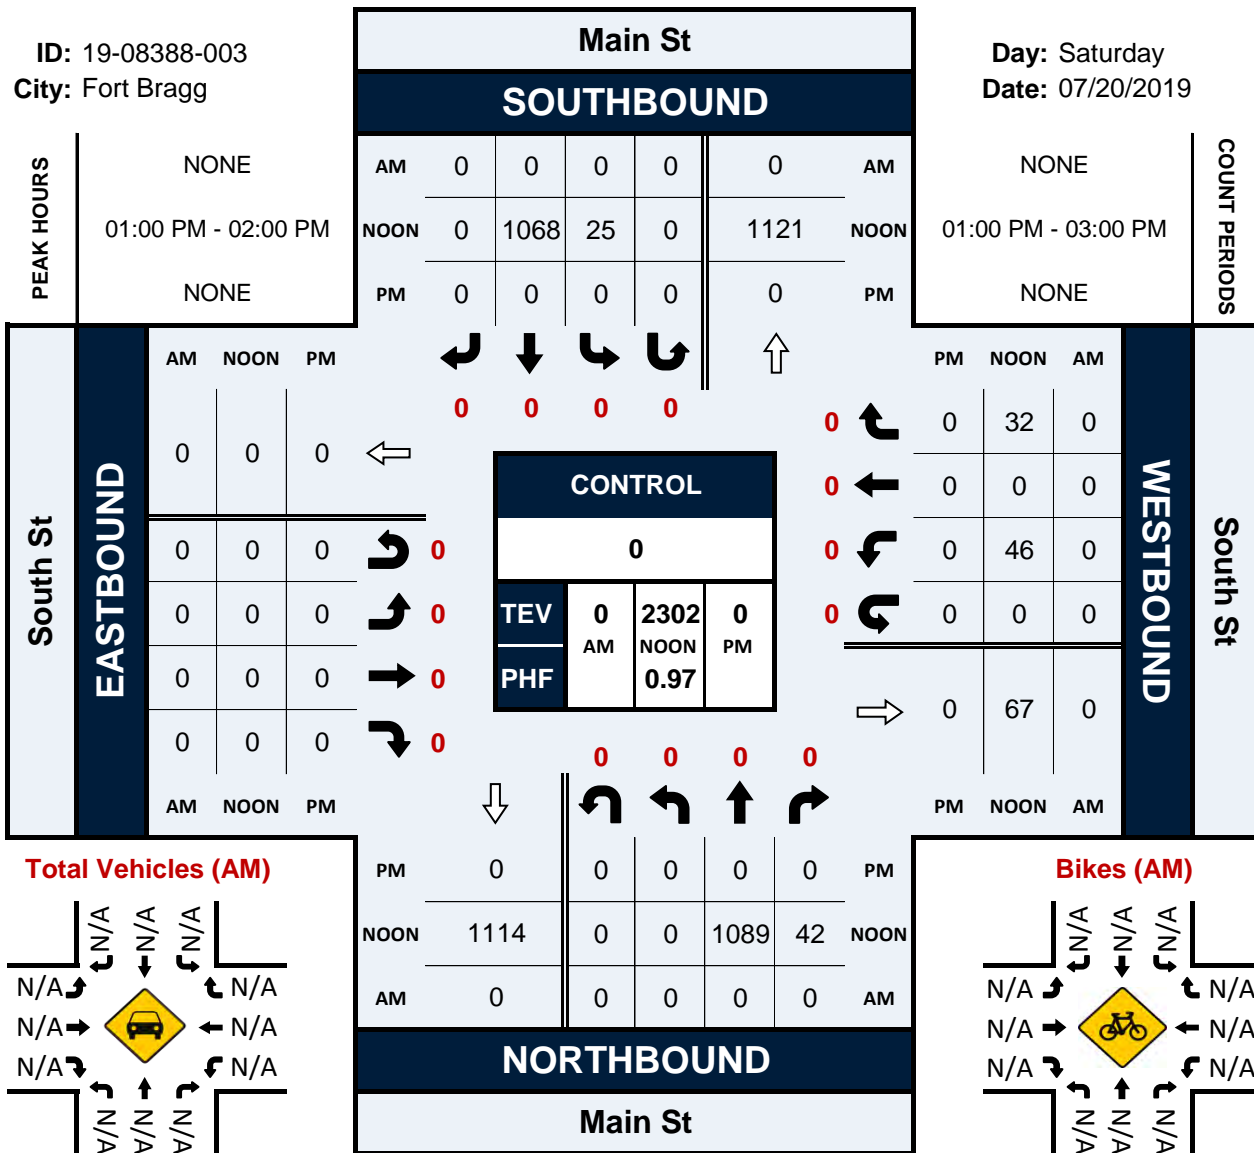 Main St
ID: 19-08388-003
Day: Saturday
City: Fort Bragg
SOUTHBOUND
Date: 07/20/2019
PEAK HOURS
NONE
AM 0 0 0 0 0 AM
NONE
COUNT PERIODS
01:00 PM - 02:00 PM
NOON 0 1068 25 0 1121 NOON
01:00 PM - 03:00 PM
NONE
PM 0 0 0 0 0 PM
NONE
AM NOON PM
PM NOON AM
0 0 0 0
0 0 32 0
0 0 0
0 0 0 0
0 0 46 0
0 0 0 0
0 0 67 0
South St
EASTBOUND
0 0 0 0
0 0 0 0
0 0 0 0
0 0 0 0
AM NOON PM
CONTROL
0
TEV 0 2302 0
AM NOON PM
PHF 0.97
WESTBOUND
South St
PM NOON AM
0 0 0 0
PM 0 0 0 0 0 PM
NOON 1114 0 0 1089 42 NOON
AM 0 0 0 0 0 AM
NORTHBOUND
Main St
Total Vehicles (AM)
N/A N/A N/A
N/A N/A
N/A N/A
N/A N/A
N/A N/A N/A
Bikes (AM)
N/A N/A N/A
N/A N/A
N/A N/A
N/A N/A
N/A N/A N/A